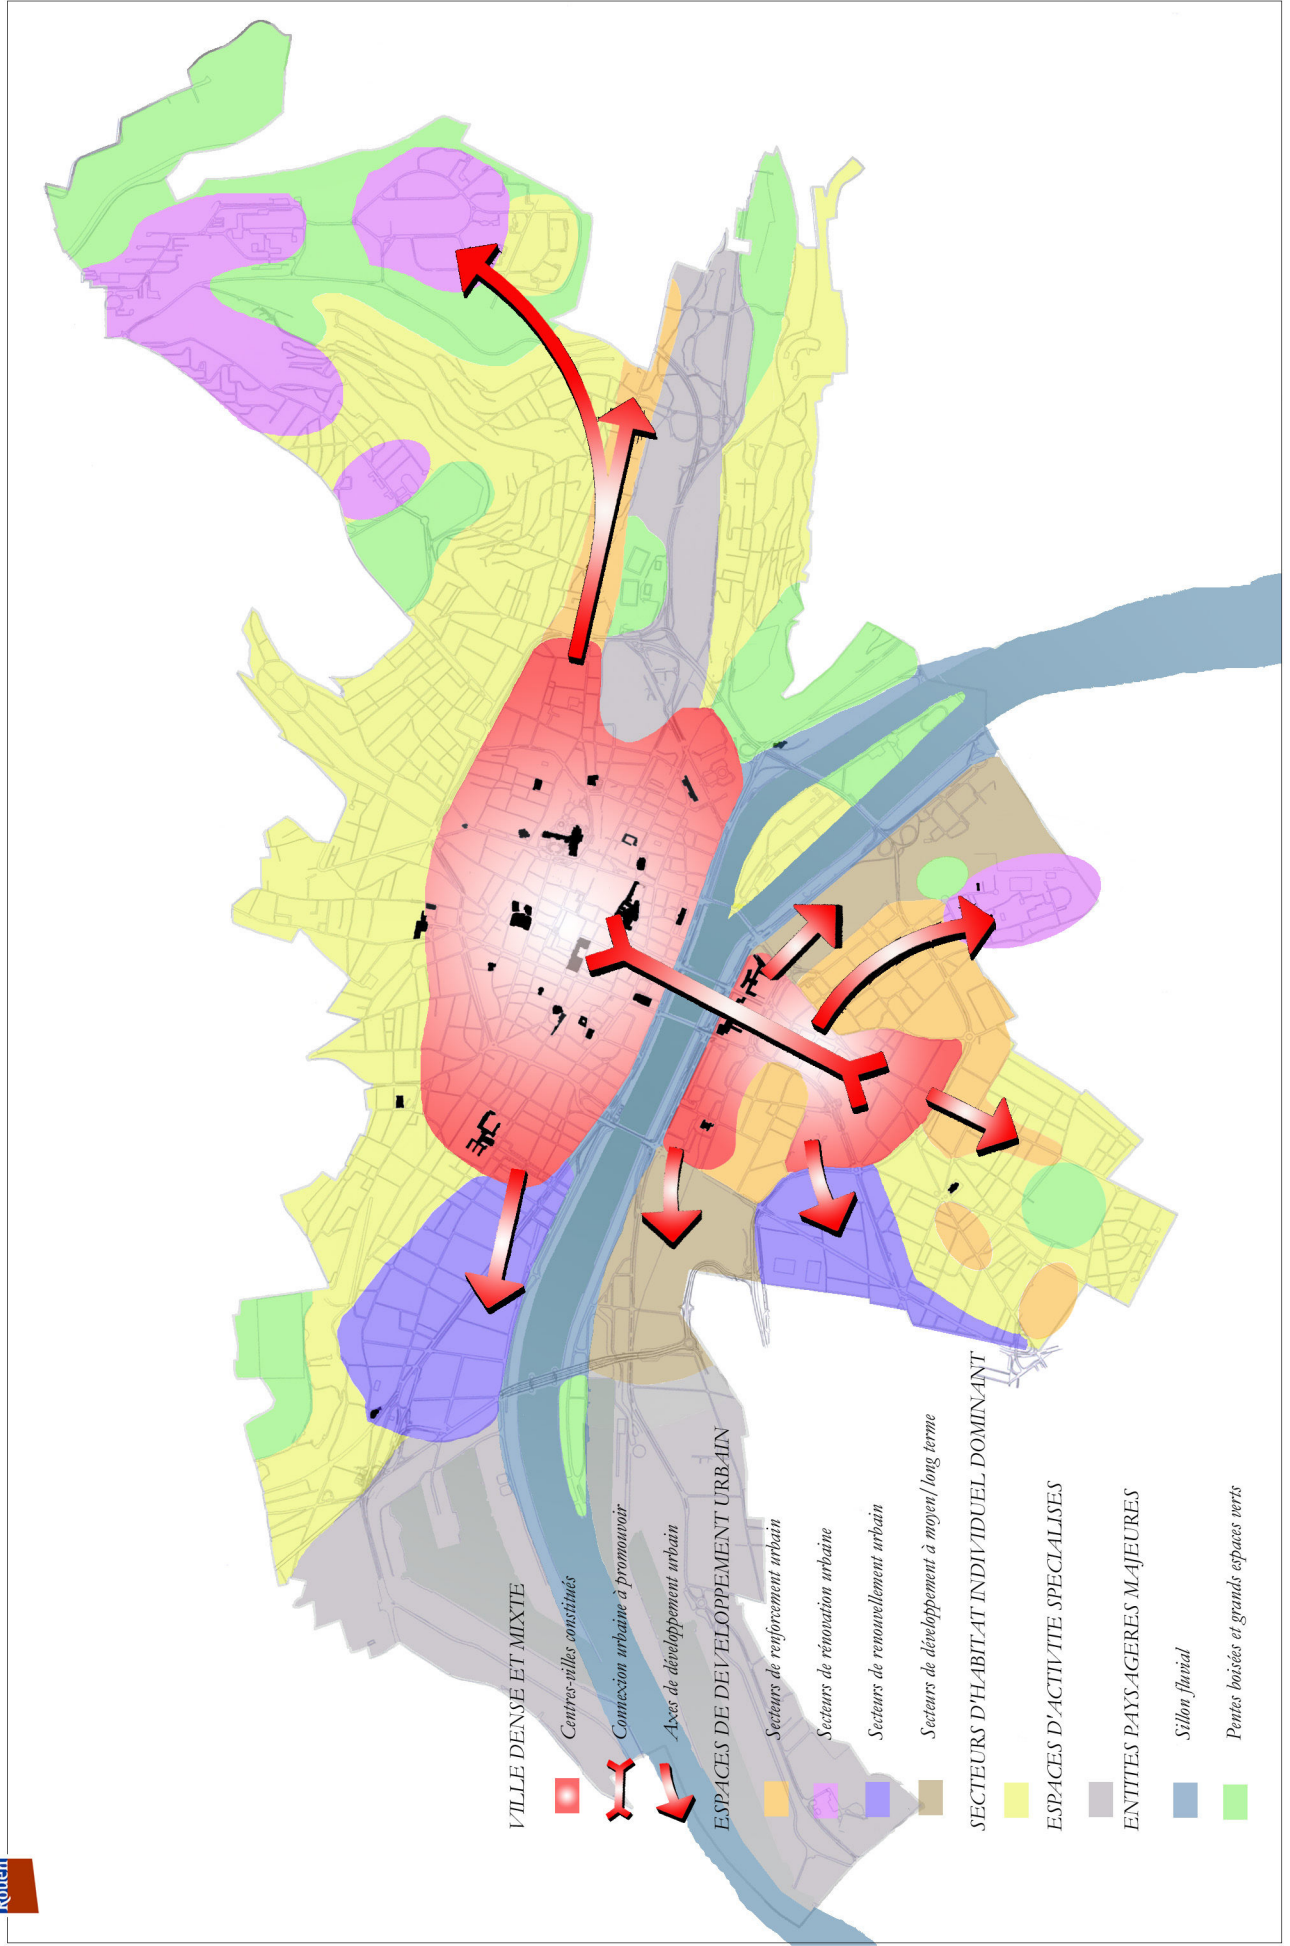 Rouen
VILLE DENSE ET MIXTE
Centres-villes constitués
Connexion urbaine à promouvoir
Axes de développement urbain
ESPACES DE DEVELOPPEMENT URBAIN
Secteurs de renforcement urbain
Secteurs de rénovation urbaine
Secteurs de renouvellement urbain
Secteurs de développement à moyen/long terme
SECTEURS D'HABITAT INDIVIDUEL DOMINANT
ESPACES D'ACTIVITE SPECIALISES
ENTITES PAYSAGERES MAJEURES
Sillon fluvial
Pentes boisées et grands espaces verts